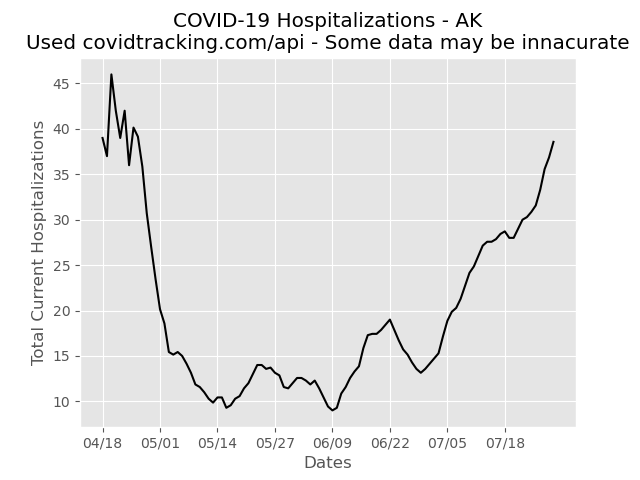 COVID-19 Hospitalizations - AK
Used covidtracking.com/api - Some data may be innacurate
45
40
35
30
25
20
15
10
Total Current Hospitalizations
04/18 05/01 05/14 05/27 06/09 06/22 07/05 07/18
Dates